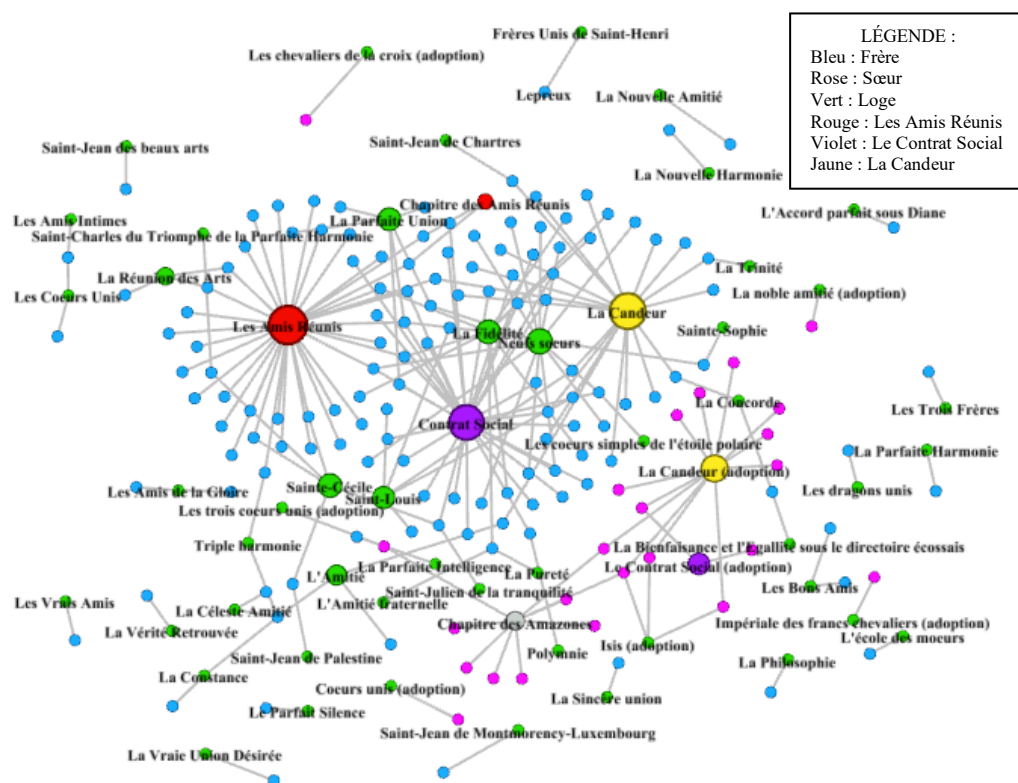 LÉGENDE :
Bleu : Frère
Rose : Sœur
Vert : Loge
Rouge : Les Amis Réunis
Violet : Le Contrat Social
Jaune : La Candeur
Frères Unis de Saint-Henri
Les chevaliers de la croix (adoption)
Lepreux
La Nouvelle Amitié
Saint-Jean de Chartres
Saint-Jean des beaux arts
La Nouvelle Harmonie
Chapitre des Amis Réunis
L'Accord parfait sous Diane
Les Amis Intimes
La Parfaite Union
Saint-Charles du Triomphe de la Parfaite Harmonie
La Trinité
La Réunion des Arts
La noble amitié (adoption)
Les Coeurs Unis
La Candeur
Les Amis Réunis
La Fidélité
Sainte-Sophie
Neufs soeurs
La Concorde
Les Trois Frères
Contrat Social
Les coeurs simples de l'étoile polaire
La Parfaite Harmonie
La Candeur (adoption)
Sainte-Cécile
Les Amis de la Gloire
Saint-Louis
Les dragons unis
Les trois coeurs unis (adoption)
Triple harmonie
La Bienfaisance et l'Egallité sous le directoire écossais
La Parfaite Intelligence
La Pureté
Le Contrat Social (adoption)
L'Amitié
Saint-Julien de la tranquilité
Les Bons Amis
Les Vrais Amis
La Céleste Amitié
L'Amitié fraternelle
Chapitre des Amazones
Impériale des francs chevaliers (adoption)
La Vérité Retrouvée
L'école des moeurs
Isis (adoption)
Saint-Jean de Palestine
Polymnie
La Philosophie
La Constance
Coeurs unis (adoption)
La Sincère union
Le Parfait Silence
Saint-Jean de Montmorency-Luxembourg
La Vraie Union Désirée